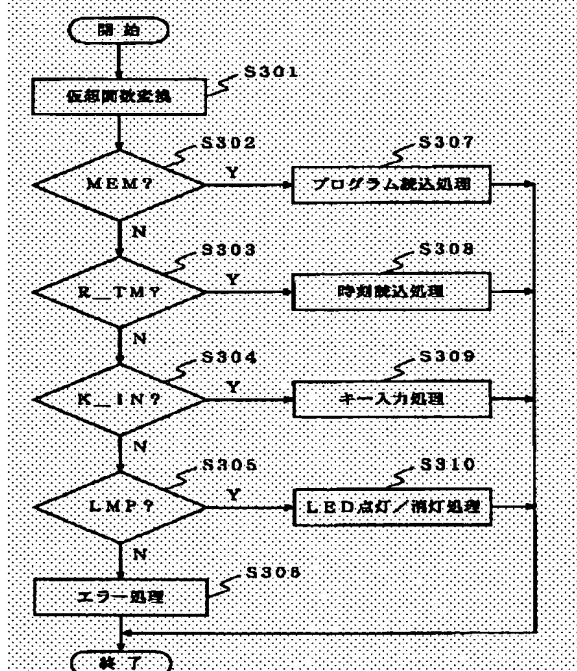 開始
S301
仮想関数変換
S302
MEM?
Y
S307
プログラム読込処理
N
S303
R_TM?
Y
S308
時刻読込処理
N
S304
K_IN?
Y
S309
キー入力処理
N
S305
LMP?
Y
S310
LED点灯/消灯処理
N
S306
エラー処理
終了